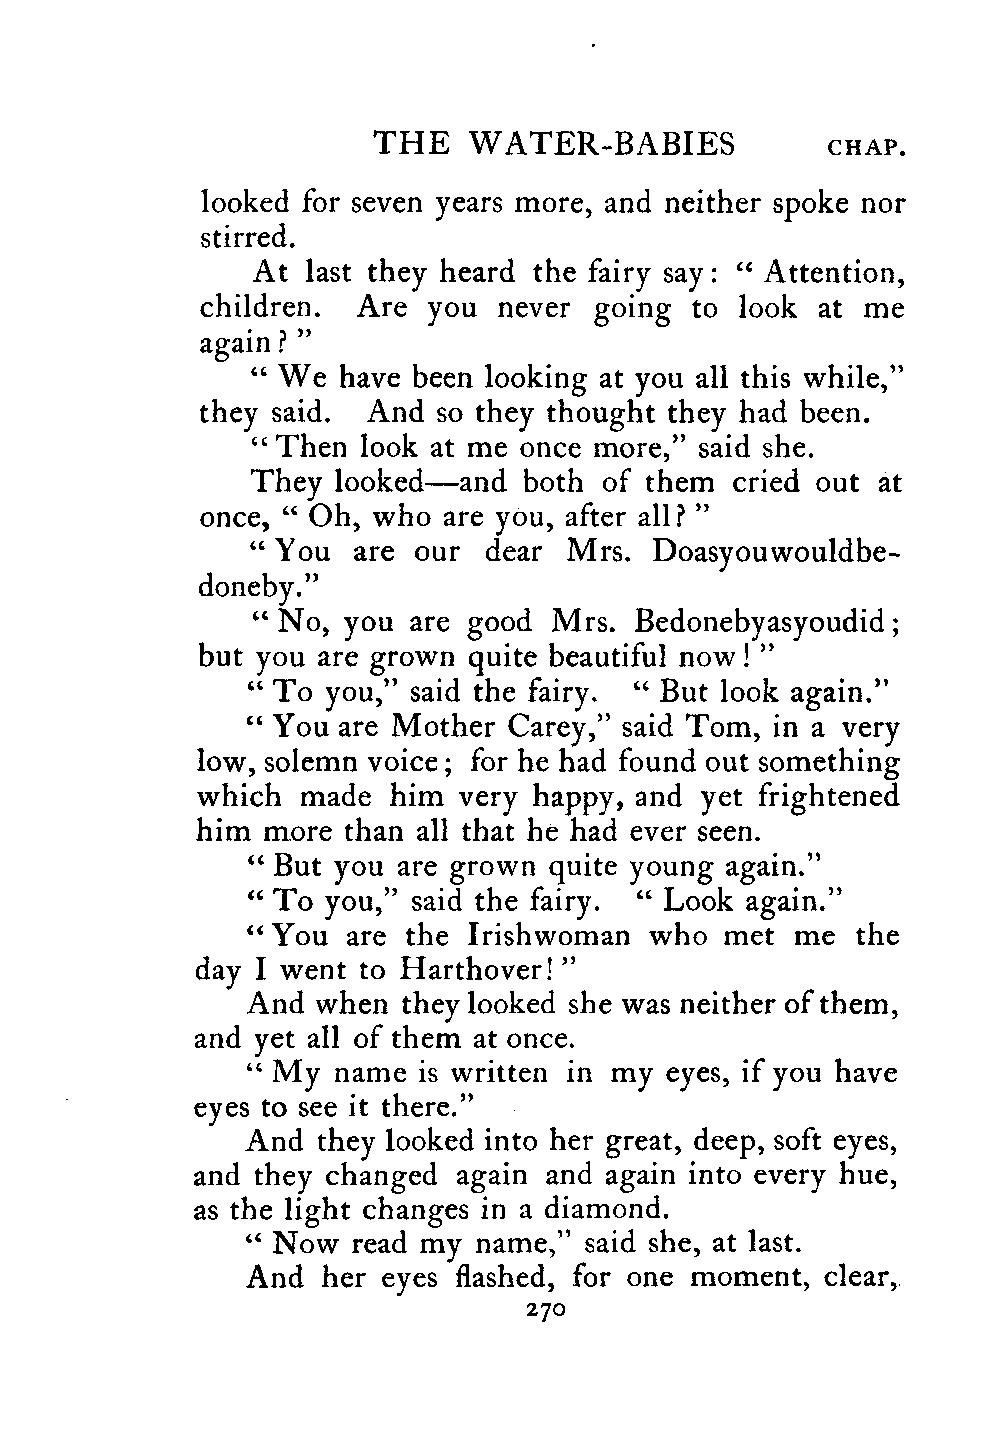 THE WATER-BABIES CHAP.
looked for seven years more, and neither spoke nor
stirred.
At last they heard the fairy say: “Attention,
children. Are you never going to look at me
again?”
“We have been looking at you all this while,”
they said. And so they thought they had been.
“Then look at me once more,” said she.
They looked—and both of them cried out at
once, “Oh, who are you, after all?”
“You are our dear Mrs. Doasyouwouldbe-
doneby.”
“No, you are good Mrs. Bedonebyasyoudid;
but you are grown quite beautiful now!”
“To you,” said the fairy. “But look again.”
“You are Mother Carey,” said Tom, in a very
low, solemn voice; for he had found out something
which made him very happy, and yet frightened
him more than all that he had ever seen.
“But you are grown quite young again.”
“To you,” said the fairy. “Look again.”
“You are the Irishwoman who met me the
day I went to Harthover!”
And when they looked she was neither of them,
and yet all of them at once.
“My name is written in my eyes, if you have
eyes to see it there.”
And they looked into her great, deep, soft eyes,
and they changed again and again into every hue,
as the light changes in a diamond.
“Now read my name,” said she, at last.
And her eyes flashed, for one moment, clear,
270